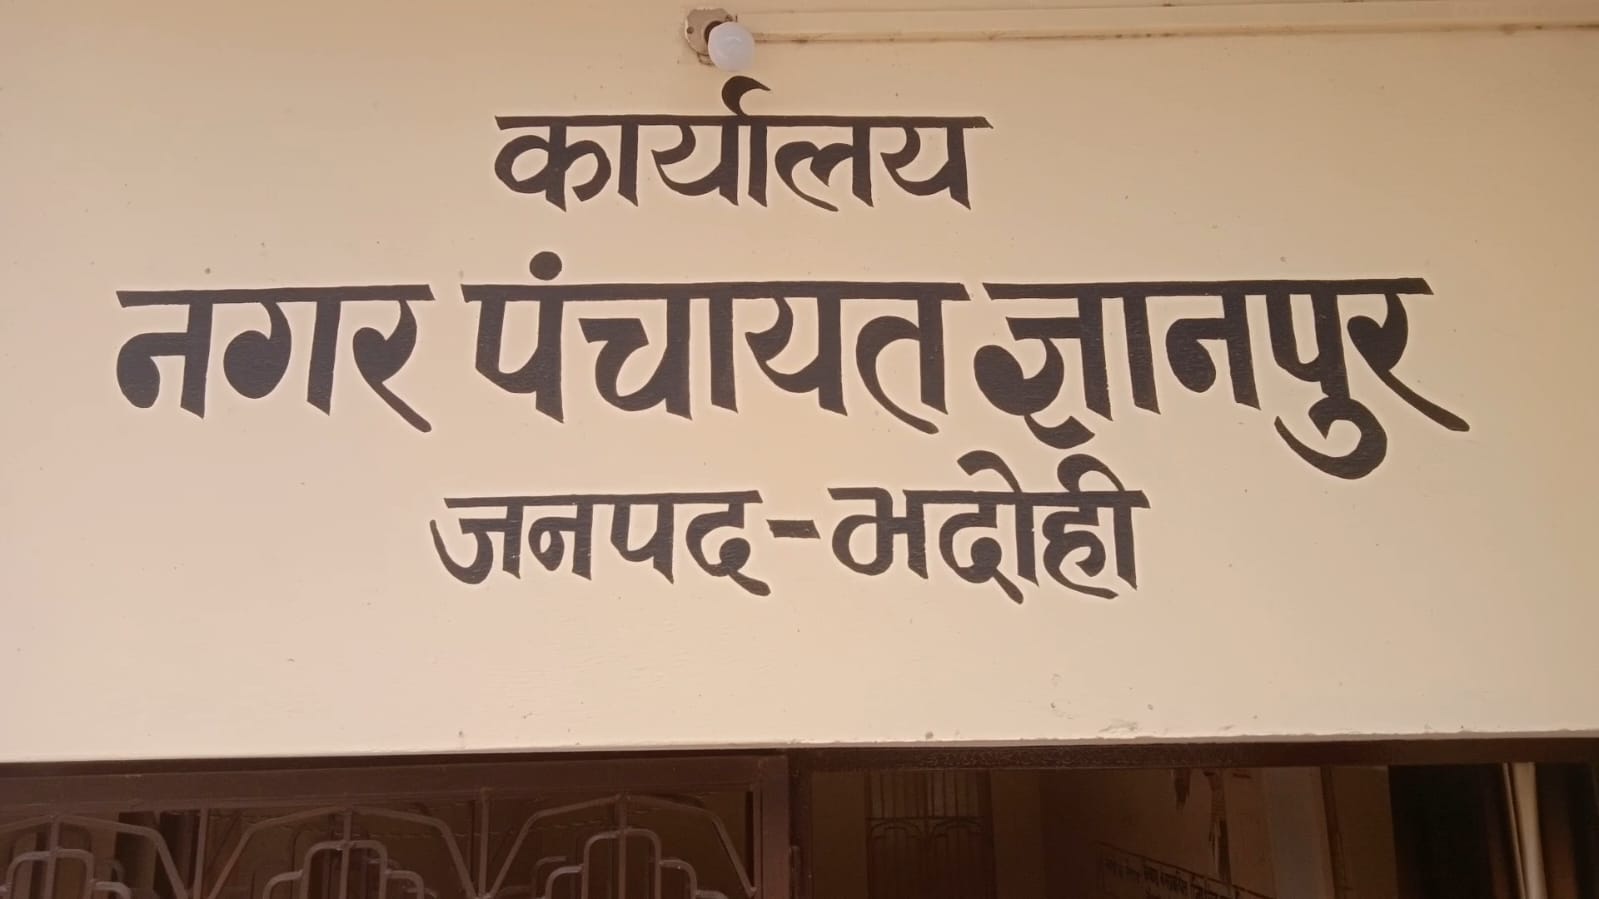 कार्यालय
नगर पंचायत ज्ञानपुर
जनपद-भदोही